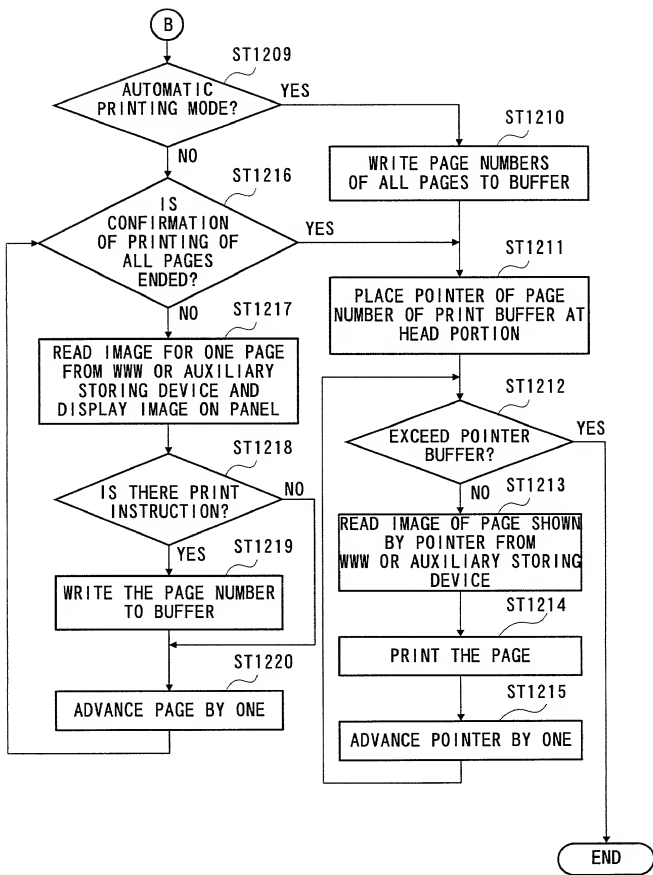 B
ST1209
AUTOMATIC
PRINTING MODE?
YES
NO
ST1210
WRITE PAGE NUMBERS
OF ALL PAGES TO BUFFER
ST1216
IS
CONFIRMATION
OF PRINTING OF
ALL PAGES
ENDED?
YES
NO
ST1211
PLACE POINTER OF PAGE
NUMBER OF PRINT BUFFER AT
HEAD PORTION
ST1217
READ IMAGE FOR ONE PAGE
FROM WWW OR AUXILIARY
STORING DEVICE AND
DISPLAY IMAGE ON PANEL
ST1212
EXCEED POINTER
BUFFER?
YES
NO
ST1218
IS THERE PRINT
INSTRUCTION?
NO
YES
ST1213
READ IMAGE OF PAGE SHOWN
BY POINTER FROM
WWW OR AUXILIARY STORING
DEVICE
ST1219
WRITE THE PAGE NUMBER
TO BUFFER
ST1214
PRINT THE PAGE
ST1220
ADVANCE PAGE BY ONE
ST1215
ADVANCE POINTER BY ONE
END